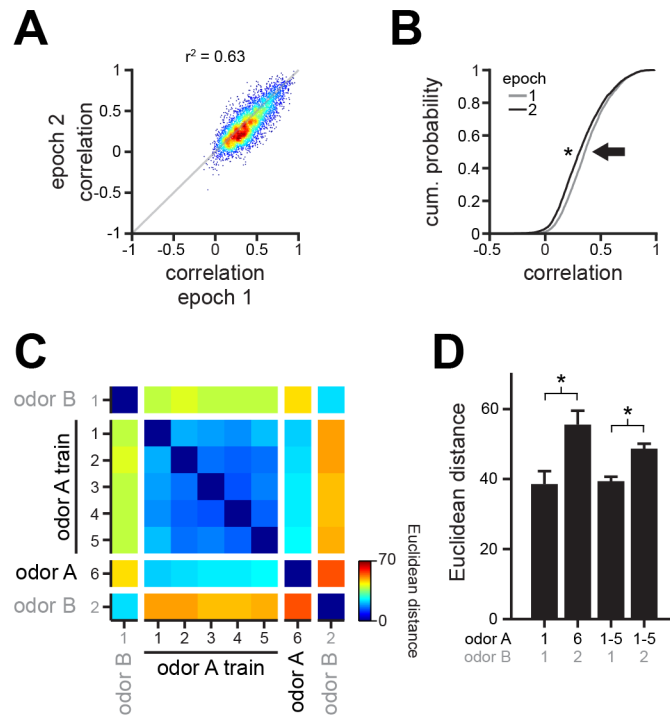 A
r² = 0.63
1
0.5
0
-0.5
-1
epoch 2
correlation
-1 -0.5 0 0.5 1
correlation
epoch 1
B
epoch
1
2
*
1
0.8
0.6
0.4
0.2
0
cum. probability
-0.5 0 0.5 1
correlation
C
odor B 1
odor A train
1
2
3
4
5
odor A 6
odor B 2
1 1 2 3 4 5 6 2
odor B
odor A train
odor A
odor B
70
0
Euclidean distance
D
Euclidean distance
60
40
20
0
*
*
odor A 1 6 1-5 1-5
odor B 1 2 1 2